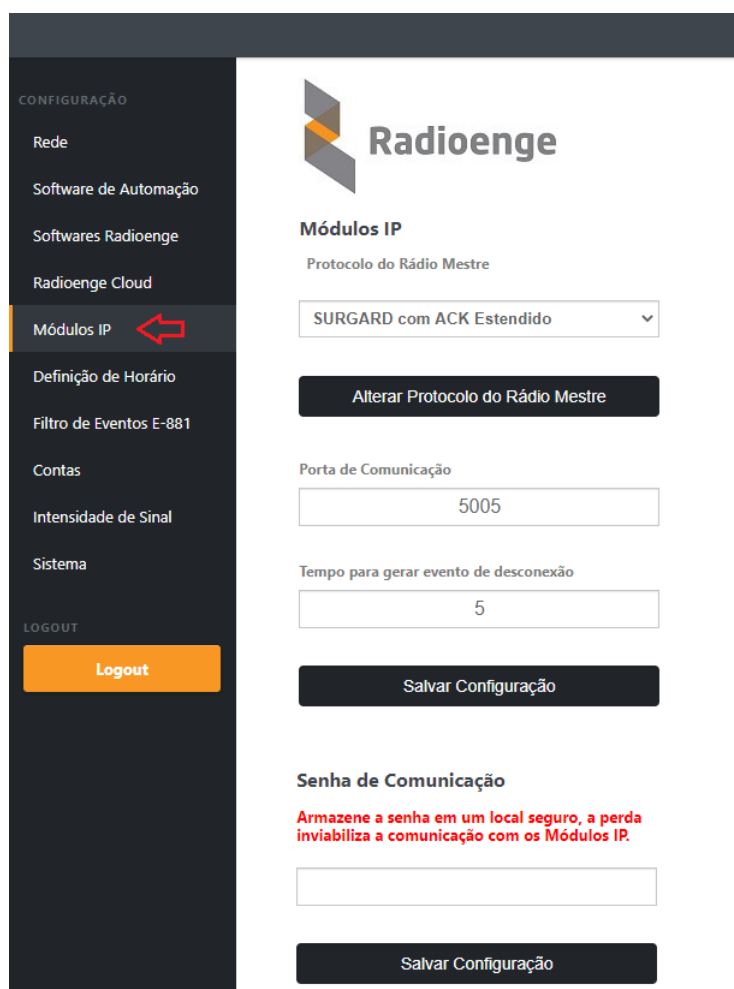 CONFIGURAÇÃO
Rede
Software de Automação
Softwares Radioenge
Radioenge Cloud
Módulos IP
Definição de Horário
Filtro de Eventos E-881
Contas
Intensidade de Sinal
Sistema
LOGOUT
Logout
Radioenge
Módulos IP
Protocolo do Rádio Mestre
SURGARD com ACK Estendido
Alterar Protocolo do Rádio Mestre
Porta de Comunicação
5005
Tempo para gerar evento de desconexão
5
Salvar Configuração
Senha de Comunicação
Armazene a senha em um local seguro, a perda
inviabiliza a comunicação com os Módulos IP.
Salvar Configuração